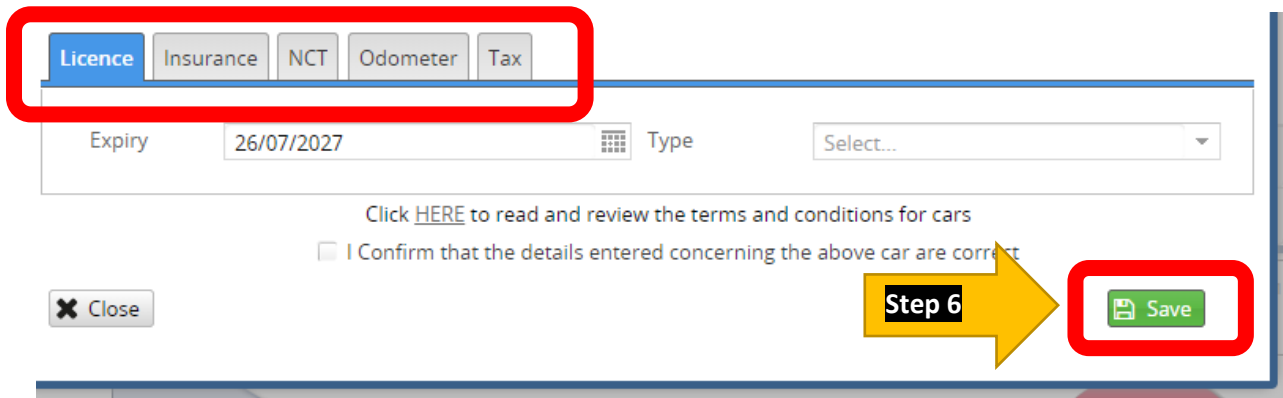 Licence Insurance NCT Odometer Tax
Expiry 26/07/2027 Type Select...
Click HERE to read and review the terms and conditions for cars
I Confirm that the details entered concerning the above car are correct
Close Step 6 Save